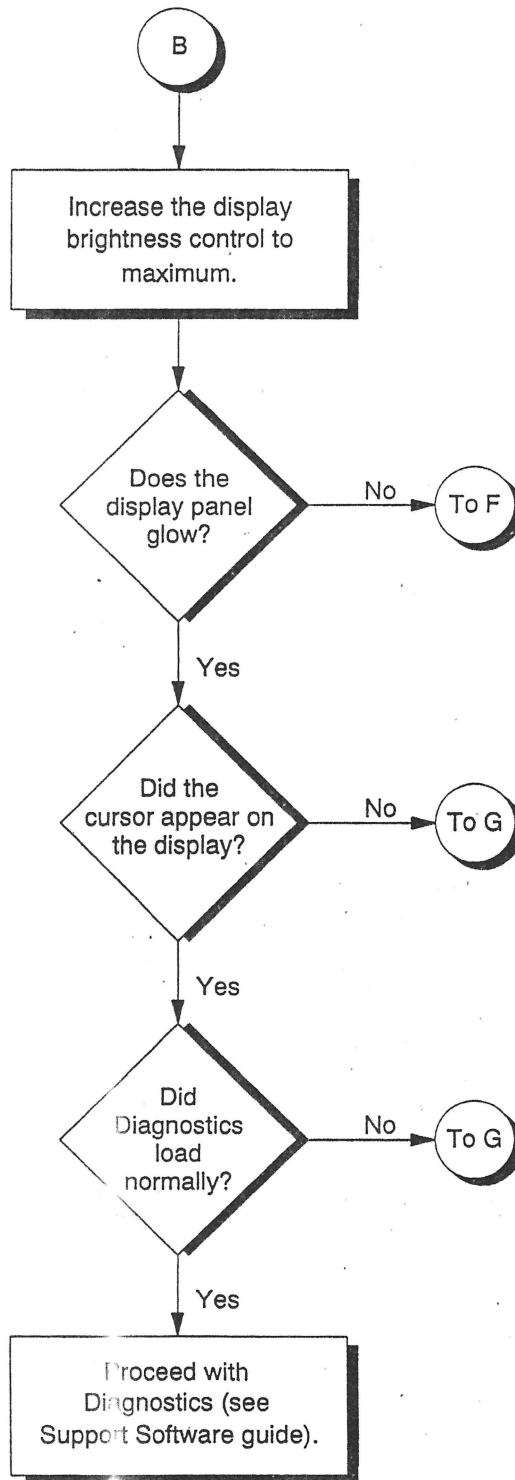 B
Increase the display
brightness control to
maximum.
Does the
display panel
glow?
No
To F
Yes
Did the
cursor appear on
the display?
No
To G
Yes
Did
Diagnostics
load
normally?
No
To G
Yes
Proceed with
Diagnostics (see
Support Software guide).